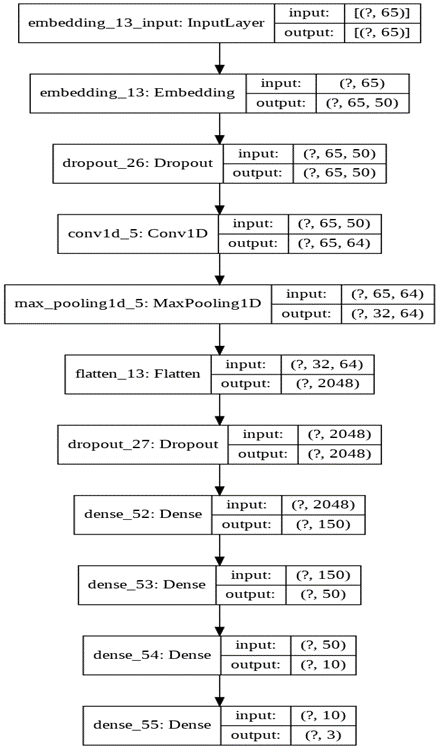 embedding_13_input: InputLayer
input: [(?, 65)]
output: [(?, 65)]
embedding_13: Embedding
input: (?, 65)
output: (?, 65, 50)
dropout_26: Dropout
input: (?, 65, 50)
output: (?, 65, 50)
conv1d_5: Conv1D
input: (?, 65, 50)
output: (?, 65, 64)
max_pooling1d_5: MaxPooling1D
input: (?, 65, 64)
output: (?, 32, 64)
flatten_13: Flatten
input: (?, 32, 64)
output: (?, 2048)
dropout_27: Dropout
input: (?, 2048)
output: (?, 2048)
dense_52: Dense
input: (?, 2048)
output: (?, 150)
dense_53: Dense
input: (?, 150)
output: (?, 50)
dense_54: Dense
input: (?, 50)
output: (?, 10)
dense_55: Dense
input: (?, 10)
output: (?, 3)